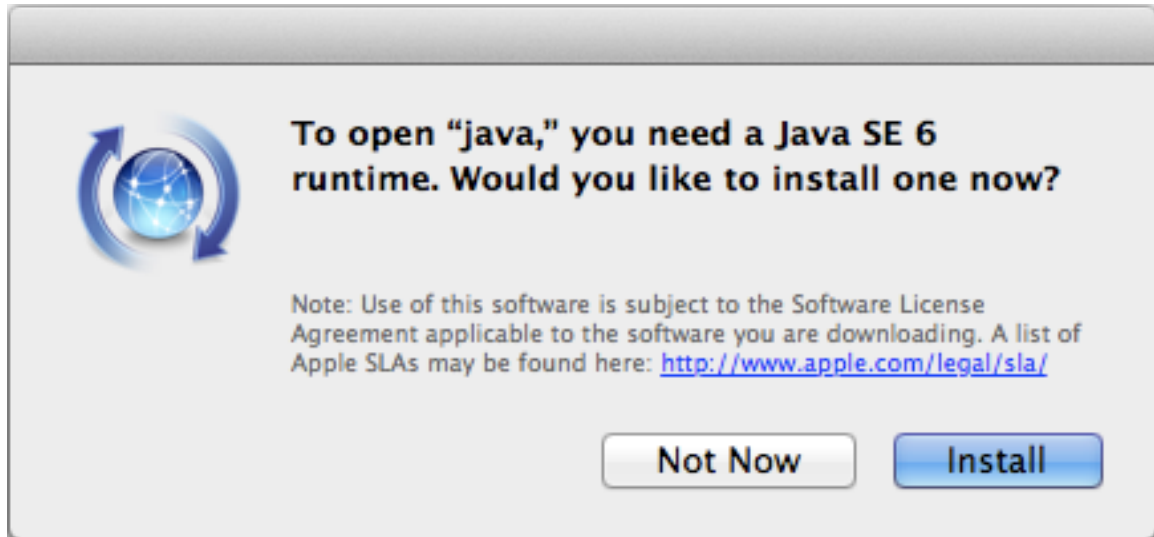 To open “java,” you need a Java SE 6
runtime. Would you like to install one now?
Note: Use of this software is subject to the Software License
Agreement applicable to the software you are downloading. A list of
Apple SLAs may be found here: http://www.apple.com/legal/sla/
Not Now
Install